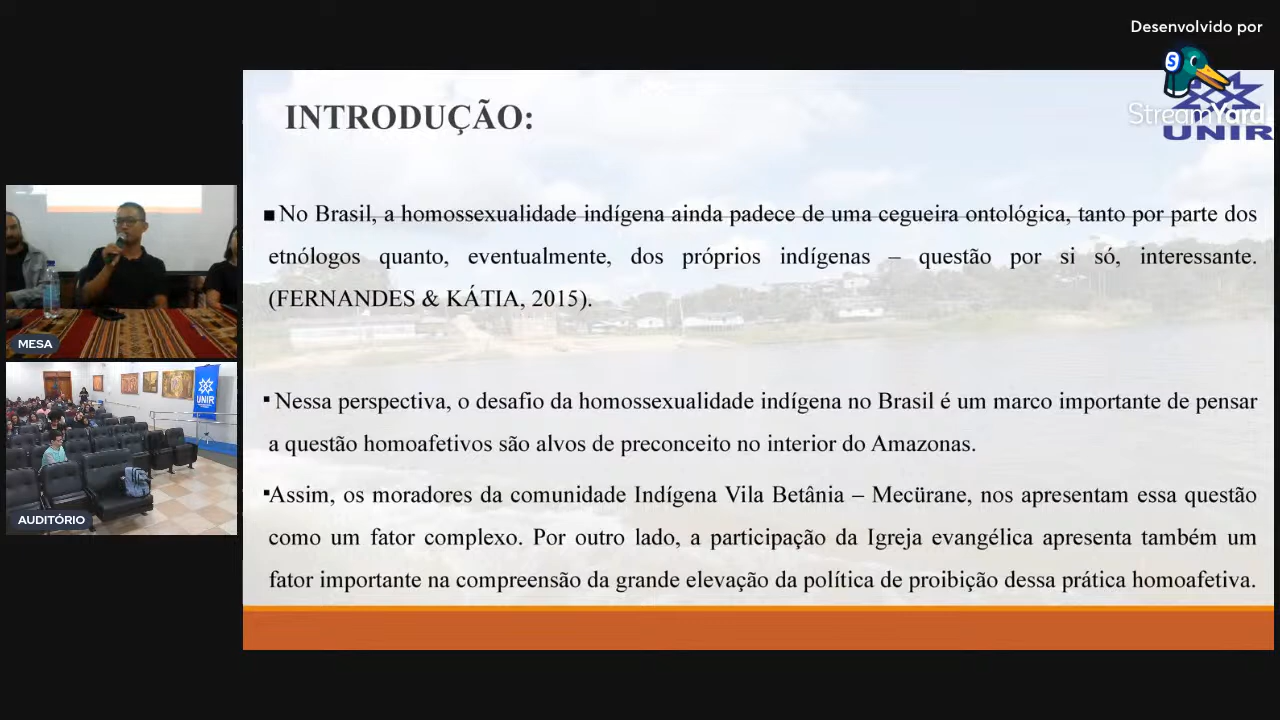 Desenvolvido por
S
StreamYard
UNIR
INTRODUÇÃO:
▪No Brasil, a homossexualidade indígena ainda padece de uma cegueira ontológica, tanto por parte dos
etnólogos quanto, eventualmente, dos próprios indígenas – questão por si só, interessante.
(FERNANDES & KÁTIA, 2015).
▪Nessa perspectiva, o desafio da homossexualidade indígena no Brasil é um marco importante de pensar
a questão homoafetivos são alvos de preconceito no interior do Amazonas.
▪Assim, os moradores da comunidade Indígena Vila Betânia – Mecürane, nos apresentam essa questão
como um fator complexo. Por outro lado, a participação da Igreja evangélica apresenta também um
fator importante na compreensão da grande elevação da política de proibição dessa prática homoafetiva.
MESA
UNIR
AUDITÓRIO